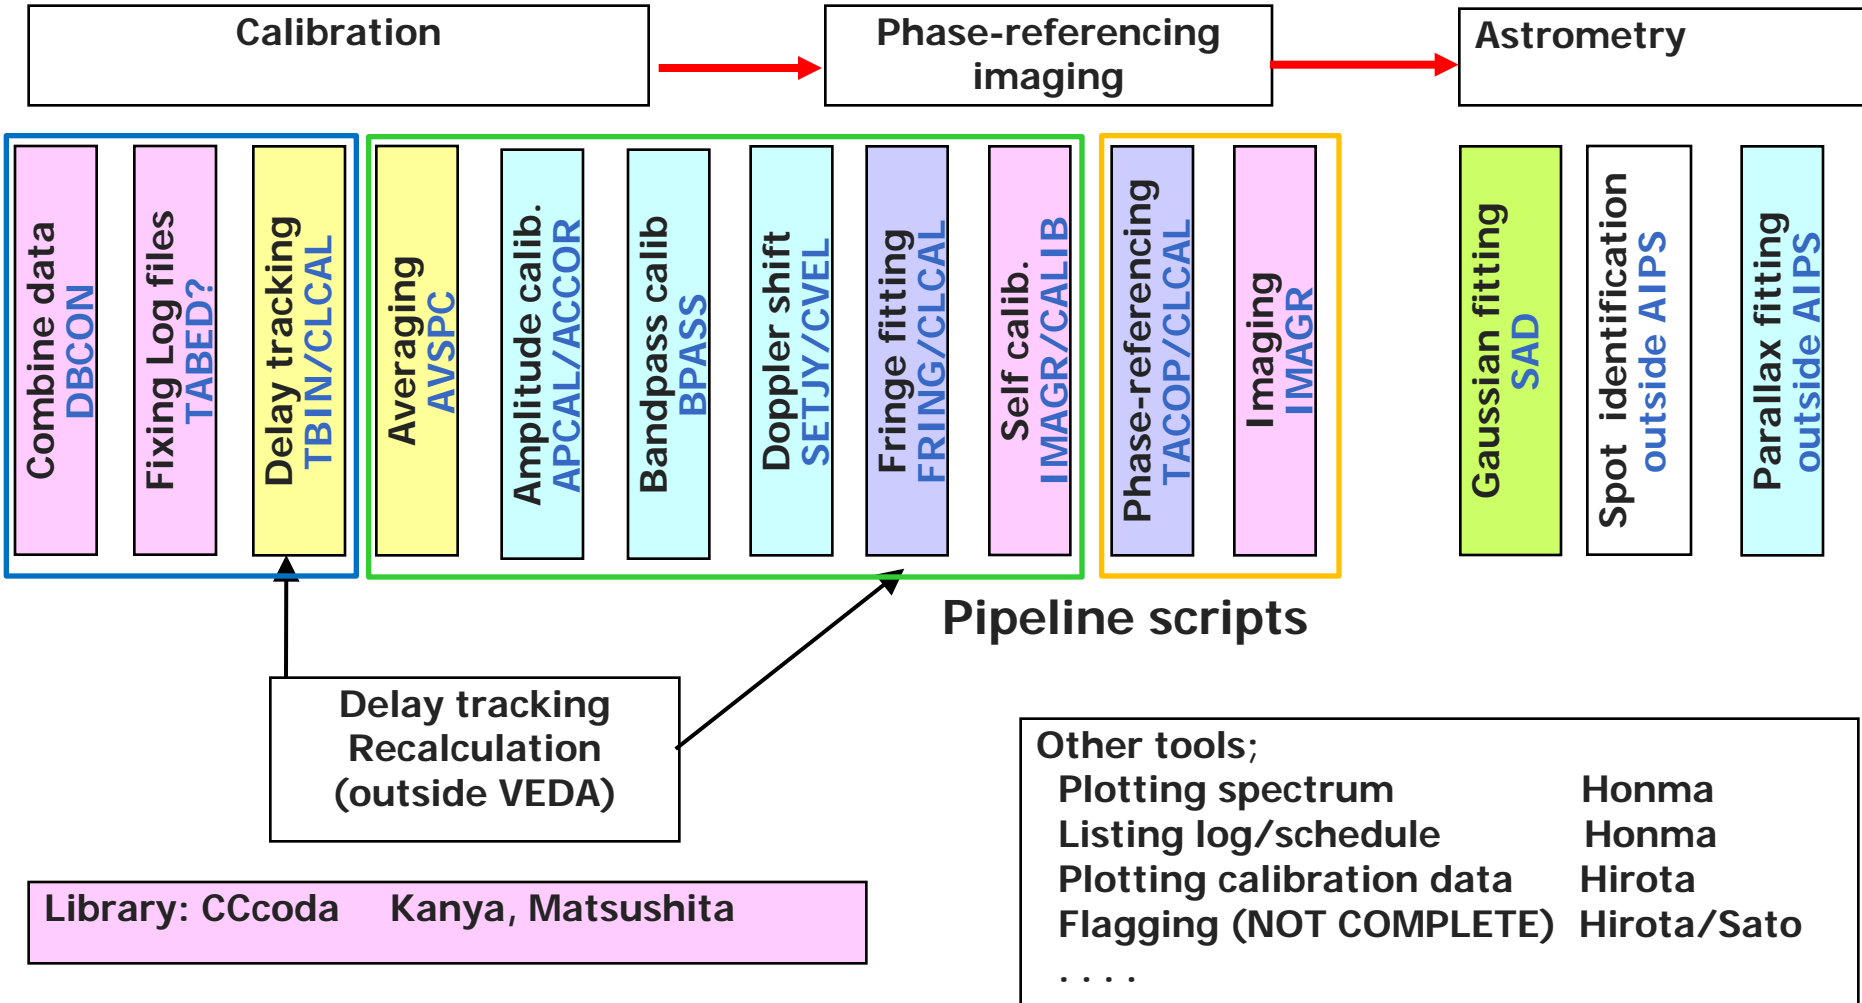 Calibration
Phase-referencing
imaging
Astrometry
Combine data
DBCON
Fixing Log files
TABED?
Delay tracking
TBIN/CLCAL
Averaging
AVSPC
Amplitude calib.
APCAL/ACCOR
Bandpass calib
BPASS
Doppler shift
SETJY/CVEL
Fringe fitting
FRING/CLCAL
Self calib.
IMAGR/CALIB
Phase-referencing
TACOP/CLCAL
Imaging
IMAGR
Gaussian fitting
SAD
Spot identification
outside AIPS
Parallax fitting
outside AIPS
Pipeline scripts
Delay tracking
Recalculation
(outside VEDA)
Other tools;
Plotting spectrum Honma
Listing log/schedule Honma
Plotting calibration data Hirota
Flagging (NOT COMPLETE) Hirota/Sato
. . . .
Library: CCcoda Kanya, Matsushita